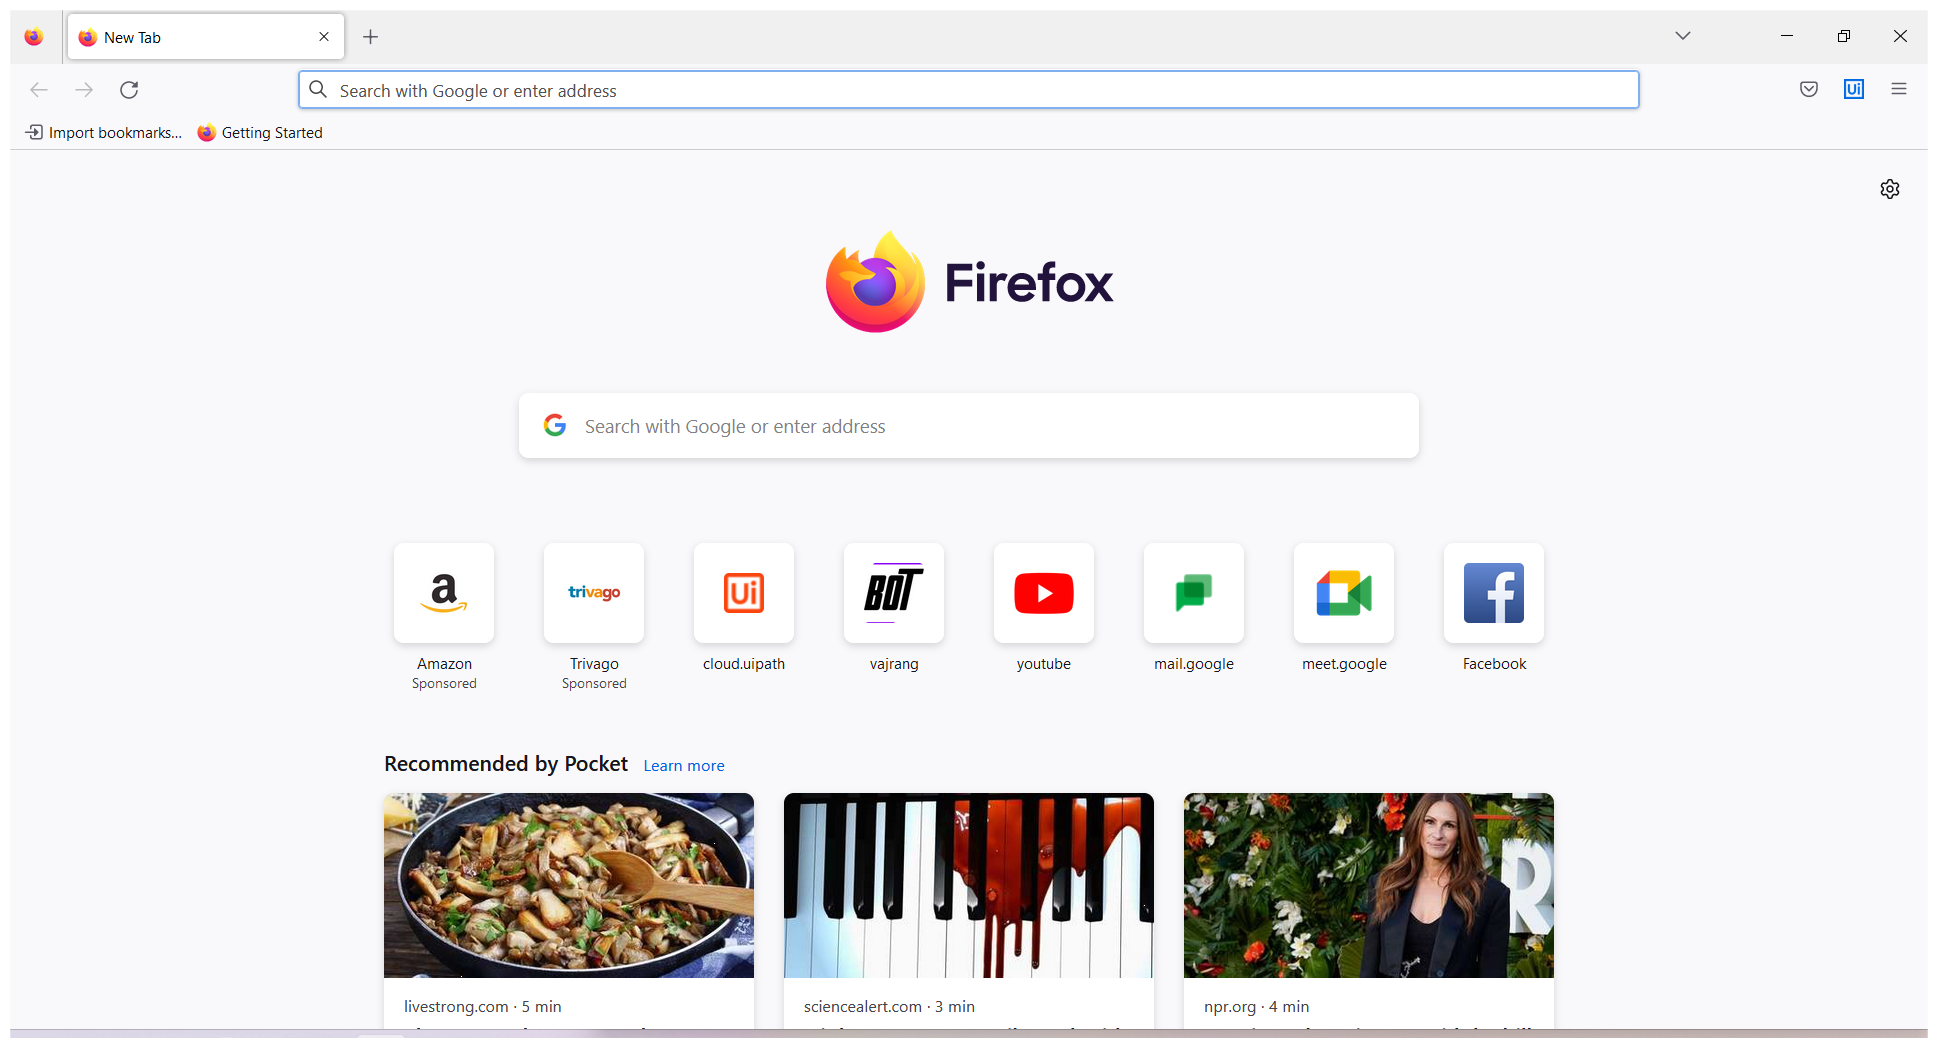 New Tab
Search with Google or enter address
Import bookmarks...
Getting Started
Firefox
Search with Google or enter address
a
trivago
Ui
BOT
Amazon
Sponsored
Trivago
Sponsored
cloud.uipath
vajrang
youtube
mail.google
meet.google
Facebook
Recommended by Pocket
Learn more
livestrong.com · 5 min
sciencealert.com · 3 min
npr.org · 4 min